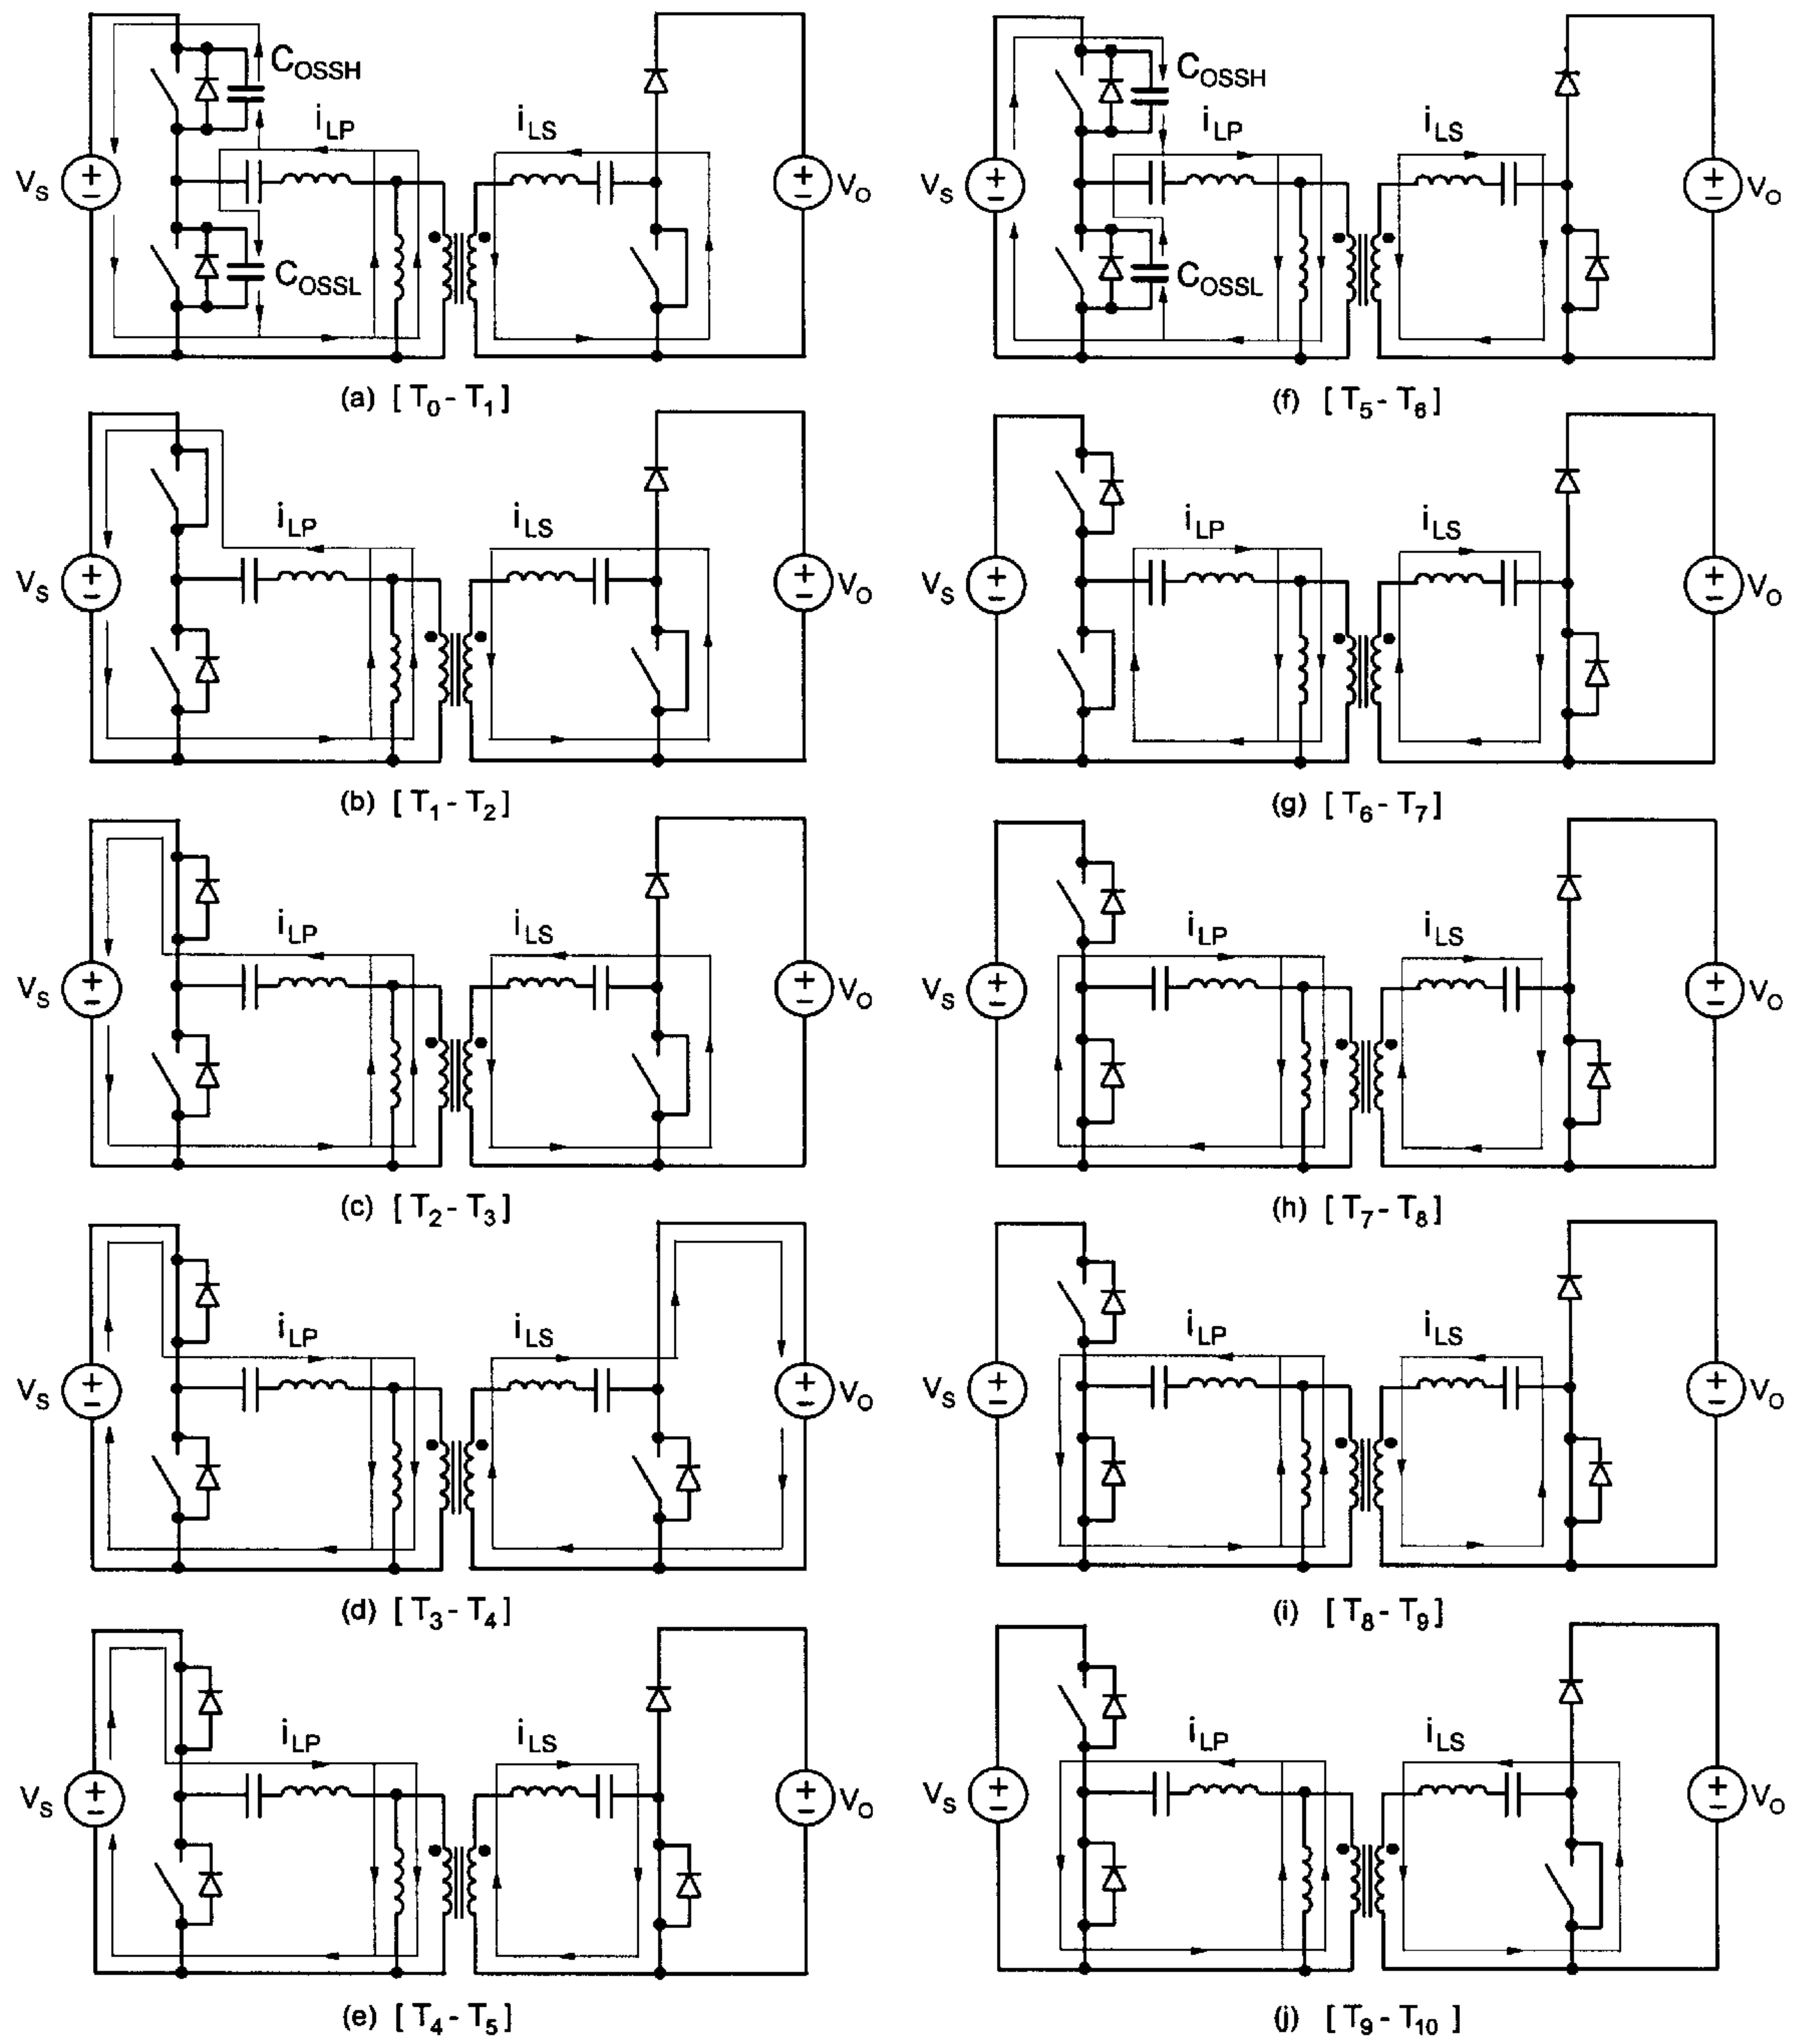 C_OSSH
i_LP
i_LS
V_S
V_O
C_OSSL
(a) [ T_0 - T_1 ]
i_LP
i_LS
V_S
V_O
(b) [ T_1 - T_2 ]
i_LP
i_LS
V_S
V_O
(c) [ T_2 - T_3 ]
i_LP
i_LS
V_S
V_O
(d) [ T_3 - T_4 ]
i_LP
i_LS
V_S
V_O
(e) [ T_4 - T_5 ]
C_OSSH
i_LP
i_LS
V_S
V_O
C_OSSL
(f) [ T_5 - T_6 ]
i_LP
i_LS
V_S
V_O
(g) [ T_6 - T_7 ]
i_LP
i_LS
V_S
V_O
(h) [ T_7 - T_8 ]
i_LP
i_LS
V_S
V_O
(i) [ T_8 - T_9 ]
i_LP
i_LS
V_S
V_O
(j) [ T_9 - T_10 ]